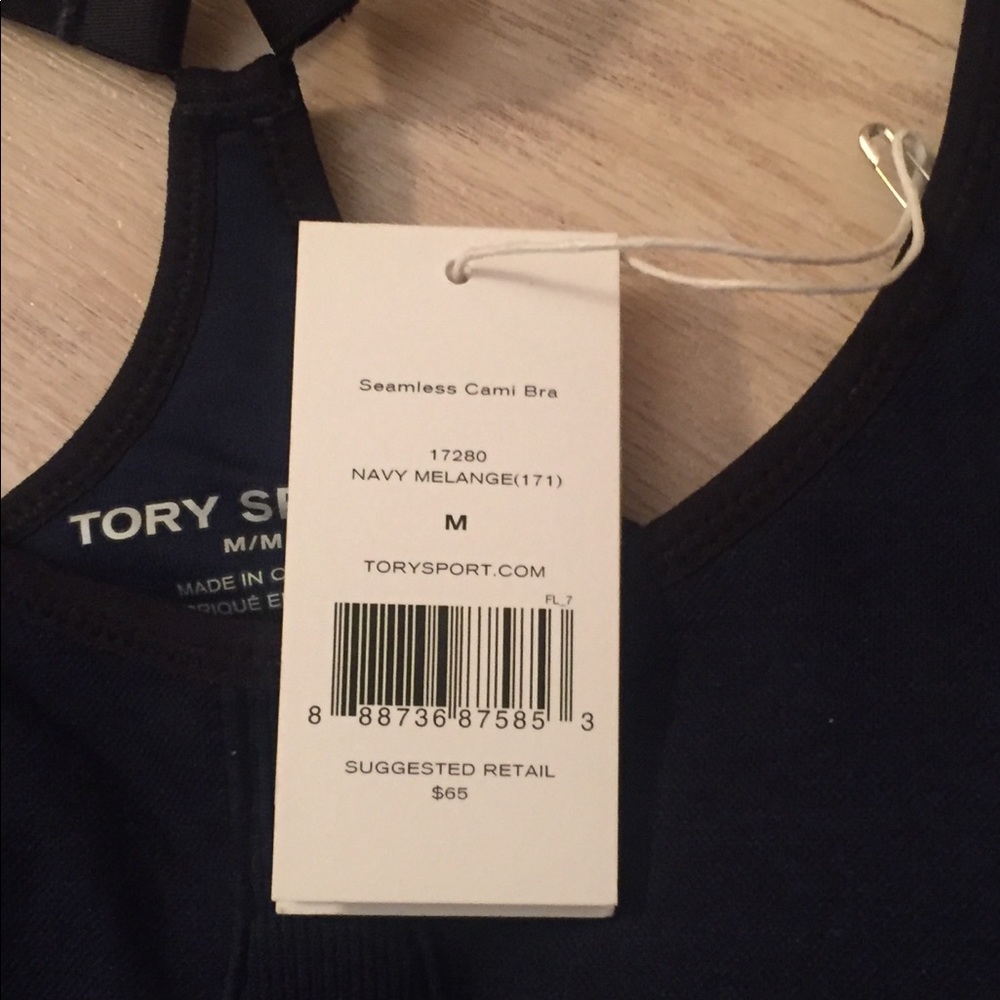 Seamless Cami Bra
17280
NAVY MELANGE(171)
M
TORYSPORT.COM
FL_7
8 88736 87585 3
SUGGESTED RETAIL
$65
TORY
M/M
MADE IN